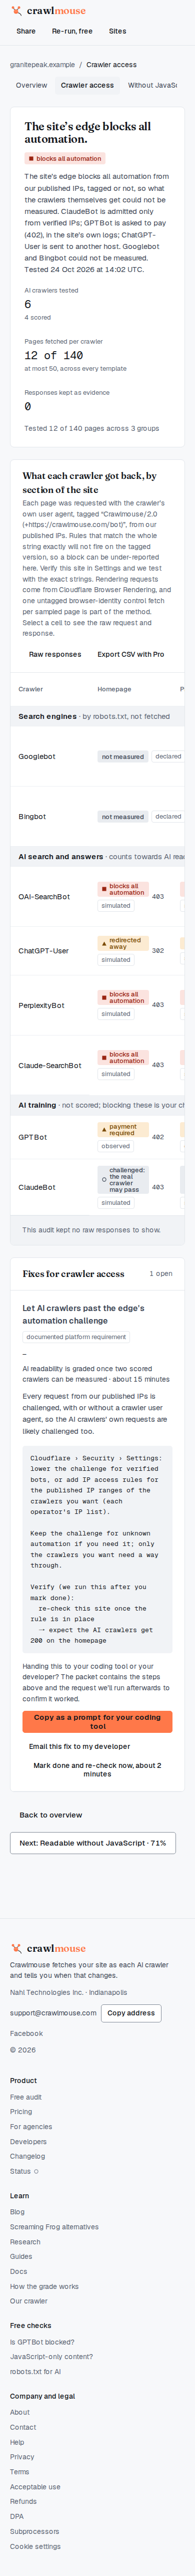 crawlmouse
Share Re-run, free Sites
granitepeak.example / Crawler access
Overview Crawler access Without JavaSc
The site's edge blocks all
automation.
blocks all automation
The site's edge blocks all automation from
our published IPs, tagged or not, so what
the crawlers themselves get could not be
measured. ClaudeBot is admitted only
from verified IPs; GPTBot is asked to pay
(402), in the site's own logs; ChatGPT-
User is sent to another host. Googlebot
and Bingbot could not be measured.
Tested 24 Oct 2026 at 14:02 UTC.
AI crawlers tested
6
4 scored
Pages fetched per crawler
12 of 140
at most 50, across every template
Responses kept as evidence
0
Tested 12 of 140 pages across 3 groups
What each crawler got back, by
section of the site
Each page was requested with the crawler's
own user agent, tagged "Crawlmouse/2.0
(+https://crawlmouse.com/bot)", from our
published IPs. Rules that match the whole
string exactly will not fire on the tagged
version, so a block can be under-reported
here. Verify this site in Settings and we test
with the exact strings. Rendering requests
come from Cloudflare Browser Rendering, and
one untagged browser-identity control fetch
per sampled page is part of the method.
Select a cell to see the raw request and
response.
Raw responses Export CSV with Pro
Crawler Homepage
Search engines · by robots.txt, not fetched
Googlebot not measured declared
Bingbot not measured declared
AI search and answers · counts towards AI rea
OAI-SearchBot blocks all automation 403
simulated
ChatGPT-User redirected away 302
simulated
PerplexityBot blocks all automation 403
simulated
Claude-SearchBot blocks all automation 403
simulated
AI training · not scored; blocking these is your ch
GPTBot payment required 402
observed
ClaudeBot challenged: the real crawler may pass 403
simulated
This audit kept no raw responses to show.
Fixes for crawler access 1 open
Let AI crawlers past the edge's
automation challenge
documented platform requirement
–
AI readability is graded once two scored
crawlers can be measured · about 15 minutes
Every request from our published IPs is
challenged, with or without a crawler user
agent, so the AI crawlers' own requests are
likely challenged too.
Cloudflare › Security › Settings:
lower the challenge for verified
bots, or add IP access rules for
the published IP ranges of the
crawlers you want (each
operator's IP list).
Keep the challenge for unknown
automation if you need it; only
the crawlers you want need a way
through.
Verify (we run this after you
mark done):
re-check this site once the
rule is in place
→ expect the AI crawlers get
200 on the homepage
Handing this to your coding tool or your
developer? The packet contains the steps
above and the request we'll rerun afterwards to
confirm it worked.
Copy as a prompt for your coding
tool
Email this fix to my developer
Mark done and re-check now, about 2
minutes
Back to overview
Next: Readable without JavaScript · 71%
crawlmouse
Crawlmouse fetches your site as each AI crawler
and tells you when that changes.
Nahl Technologies Inc. · Indianapolis
support@crawlmouse.com Copy address
Facebook
© 2026
Product
Free audit
Pricing
For agencies
Developers
Changelog
Status
Learn
Blog
Screaming Frog alternatives
Research
Guides
Docs
How the grade works
Our crawler
Free checks
Is GPTBot blocked?
JavaScript-only content?
robots.txt for AI
Company and legal
About
Contact
Help
Privacy
Terms
Acceptable use
Refunds
DPA
Subprocessors
Cookie settings